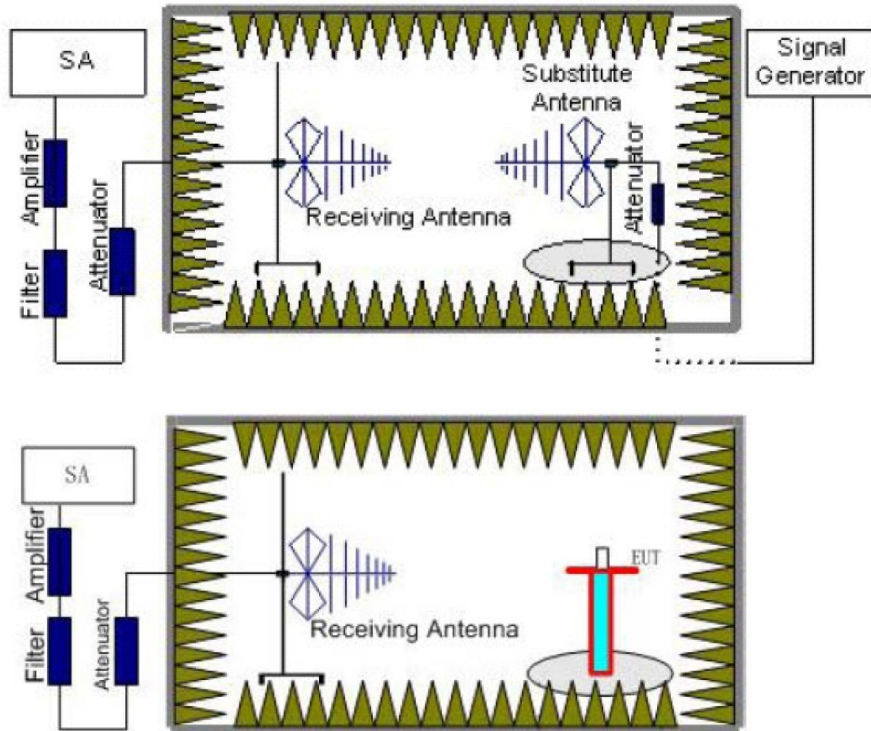 SA
Signal
Generator
Substitute
Antenna
Amplifier
Attenuator
Filter
Receiving Antenna
Attenuator
SA
Amplifier
Filter
Attenuator
Receiving Antenna
EUT